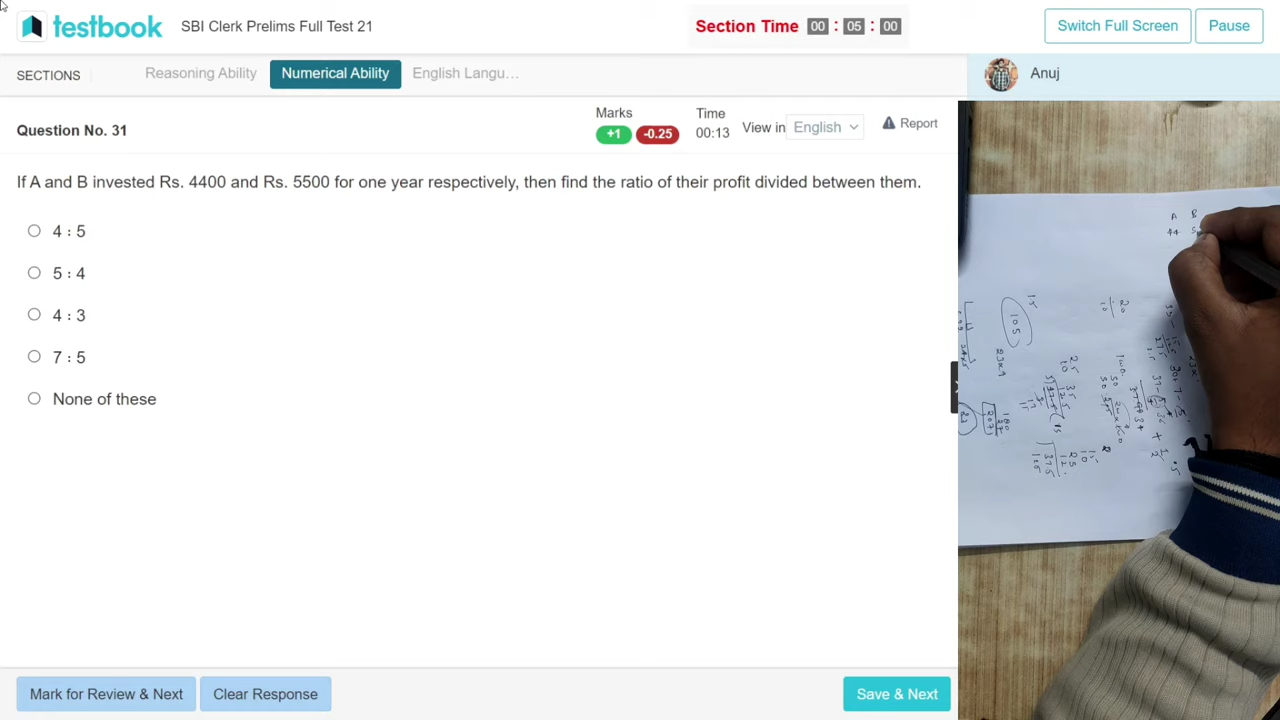 testbook
SBI Clerk Prelims Full Test 21
Section Time 00 : 05 : 00
Switch Full Screen
Pause
SECTIONS
Reasoning Ability
Numerical Ability
English Langu...
Anuj
Question No. 31
Marks
+1 -0.25
Time
00:13
View in English
Report
If A and B invested Rs. 4400 and Rs. 5500 for one year respectively, then find the ratio of their profit divided between them.
4 : 5
5 : 4
4 : 3
7 : 5
None of these
A B
44
105
Mark for Review & Next
Clear Response
Save & Next